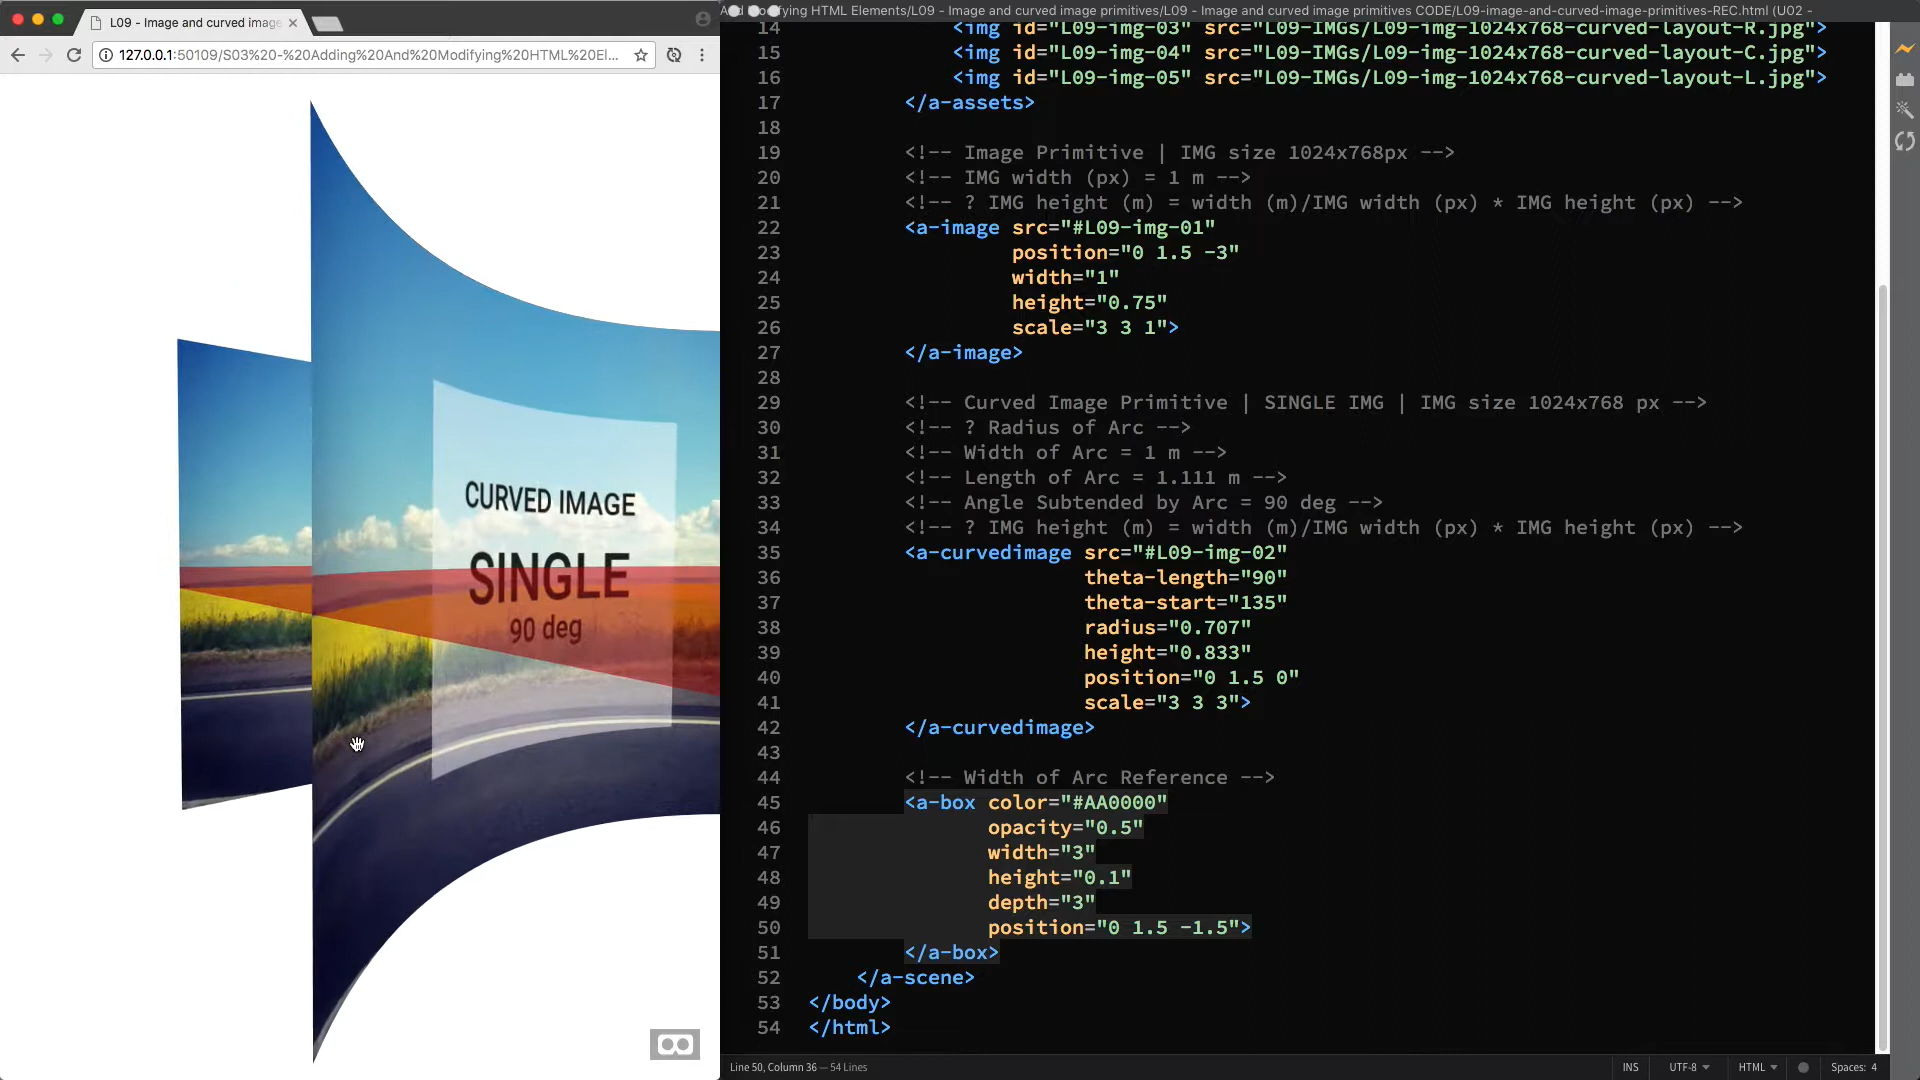 L09 - Image and curved image
127.0.0.1:50109/S03%20-%20Adding%20And%20Modifying%20HTML%20El...
CURVED IMAGE
SINGLE
90 deg
Modifying HTML Elements/L09 - Image and curved image primitives/L09 - Image and curved image primitives CODE/L09-image-and-curved-image-primitives-REC.html (U02 -
14 <img id="L09-img-03" src="L09-IMGs/L09-img-1024x768-curved-layout-R.jpg">
15 <img id="L09-img-04" src="L09-IMGs/L09-img-1024x768-curved-layout-C.jpg">
16 <img id="L09-img-05" src="L09-IMGs/L09-img-1024x768-curved-layout-L.jpg">
17 </a-assets>
18
19 <!-- Image Primitive | IMG size 1024x768px -->
20 <!-- IMG width (px) = 1 m -->
21 <!-- ? IMG height (m) = width (m)/IMG width (px) * IMG height (px) -->
22 <a-image src="#L09-img-01"
23 position="0 1.5 -3"
24 width="1"
25 height="0.75"
26 scale="3 3 1">
27 </a-image>
28
29 <!-- Curved Image Primitive | SINGLE IMG | IMG size 1024x768 px -->
30 <!-- ? Radius of Arc -->
31 <!-- Width of Arc = 1 m -->
32 <!-- Length of Arc = 1.111 m -->
33 <!-- Angle Subtended by Arc = 90 deg -->
34 <!-- ? IMG height (m) = width (m)/IMG width (px) * IMG height (px) -->
35 <a-curvedimage src="#L09-img-02"
36 theta-length="90"
37 theta-start="135"
38 radius="0.707"
39 height="0.833"
40 position="0 1.5 0"
41 scale="3 3 3">
42 </a-curvedimage>
43
44 <!-- Width of Arc Reference -->
45 <a-box color="#AA0000"
46 opacity="0.5"
47 width="3"
48 height="0.1"
49 depth="3"
50 position="0 1.5 -1.5">
51 </a-box>
52 </a-scene>
53 </body>
54 </html>
Line 50, Column 36 — 54 Lines
INS UTF-8 HTML Spaces: 4